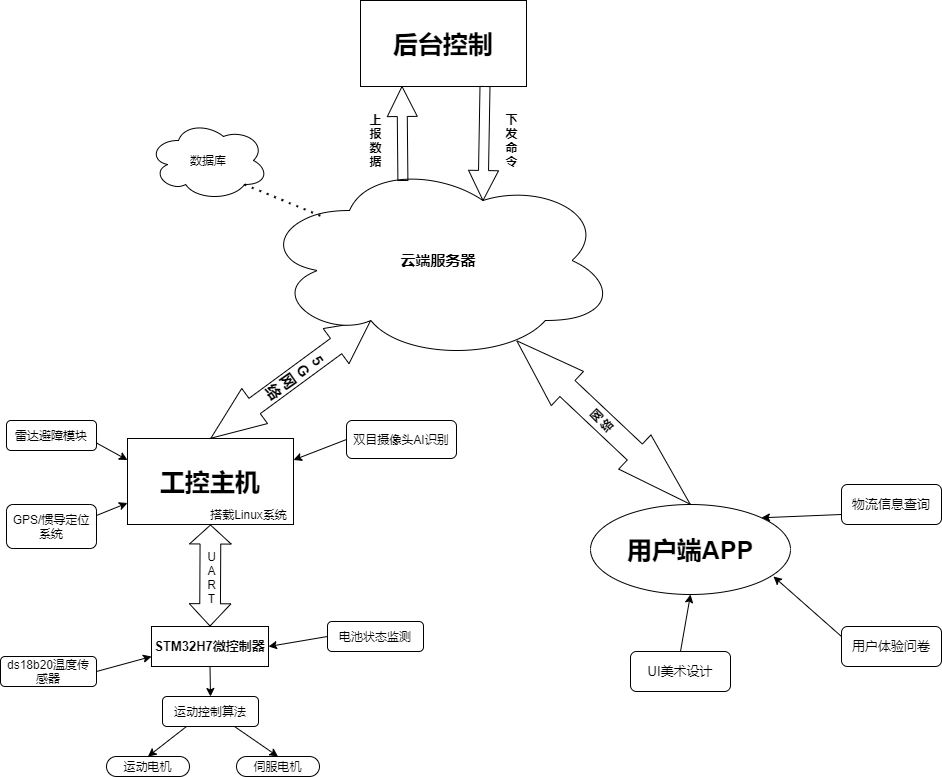 后台控制
上报数据
下发命令
数据库
云端服务器
5G网络
网络
雷达避障模块
双目摄像头AI识别
工控主机
搭载Linux系统
GPS/惯导定位
系统
UART
物流信息查询
用户端APP
STM32H7微控制器
电池状态监测
用户体验问卷
ds18b20温度传
感器
UI美术设计
运动控制算法
运动电机
伺服电机